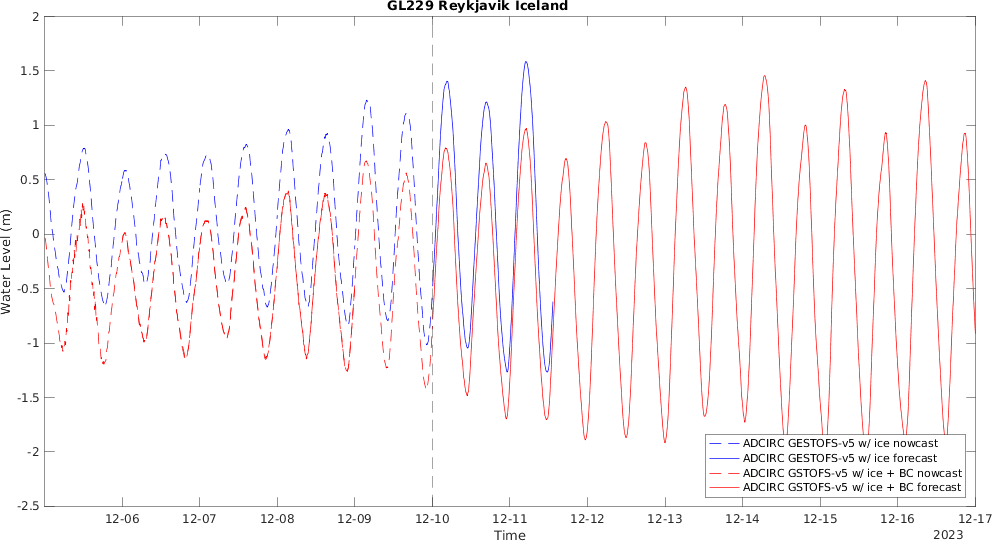 GL229 Reykjavik Iceland
2
1.5
1
0.5
0
-0.5
-1
-1.5
-2
-2.5
Water Level (m)
ADCIRC GESTOFS-v5 w/ ice nowcast
ADCIRC GESTOFS-v5 w/ ice forecast
ADCIRC GSTOFS-v5 w/ ice + BC nowcast
ADCIRC GSTOFS-v5 w/ ice + BC forecast
12-06 12-07 12-08 12-09 12-10 12-11 12-12 12-13 12-14 12-15 12-16 12-17
Time
2023